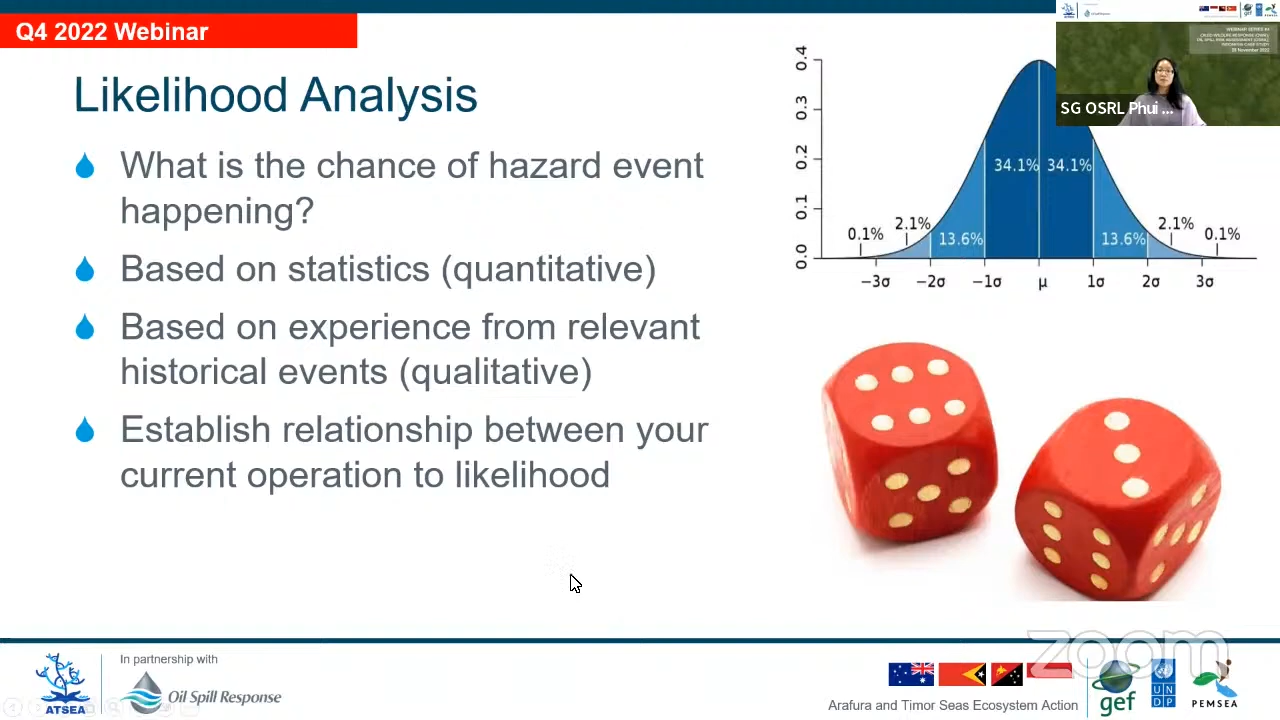 Q4 2022 Webinar
Likelihood Analysis
What is the chance of hazard event
happening?
Based on statistics (quantitative)
Based on experience from relevant
historical events (qualitative)
Establish relationship between your
current operation to likelihood
0.4
0.3
0.2
0.1
0.0
34.1% 34.1%
0.1% 2.1% 13.6% 13.6% 2.1% 0.1%
−3σ −2σ −1σ μ 1σ 2σ 3σ
SG OSRL Phui ...
zoom
ATSEA
In partnership with
Oil Spill Response
Arafura and Timor Seas Ecosystem Action
gef
U N
D P
PEMSEA